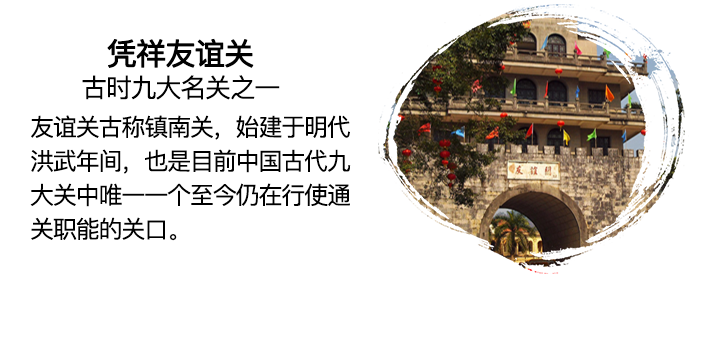 凭祥友谊关
古时九大名关之一
友谊关古称镇南关，始建于明代
洪武年间，也是目前中国古代九
大关中唯一一个至今仍在行使通
关职能的关口。
友誼關